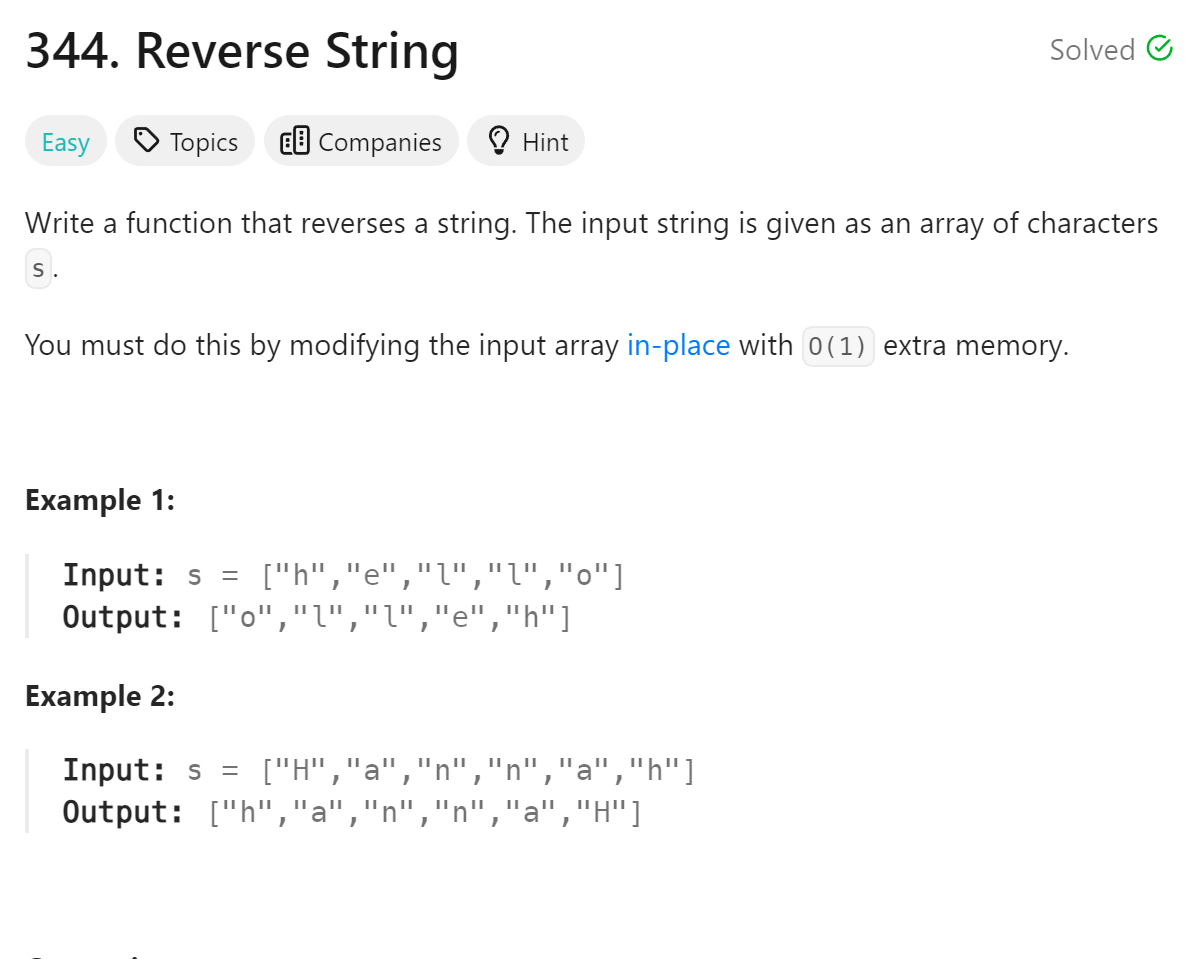 344. Reverse String
Solved
Easy
Topics
Companies
Hint
Write a function that reverses a string. The input string is given as an array of characters
s.
You must do this by modifying the input array in-place with O(1) extra memory.
Example 1:
Input: s = ["h","e","l","l","o"]
Output: ["o","l","l","e","h"]
Example 2:
Input: s = ["H","a","n","n","a","h"]
Output: ["h","a","n","n","a","H"]